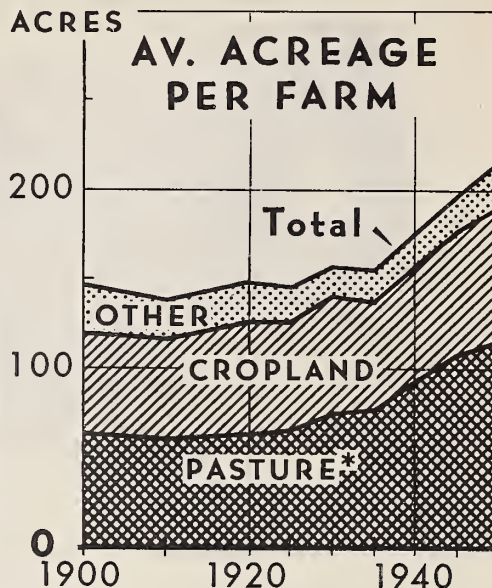 ACRES
AV. ACREAGE
PER FARM
200
Total
OTHER
100
CROPLAND
PASTURE*
0
1900 1920 1940